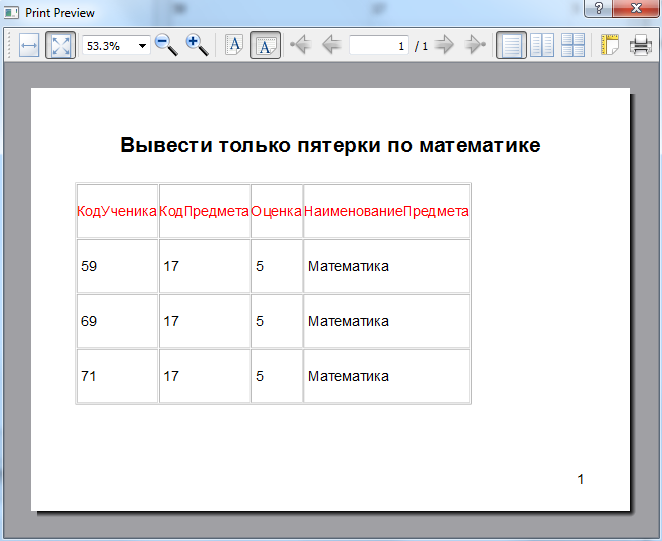 Print Preview
53.3% 1 / 1
Вывести только пятерки по математике
КодУченика КодПредмета Оценка НаименованиеПредмета
59 17 5 Математика
69 17 5 Математика
71 17 5 Математика
1